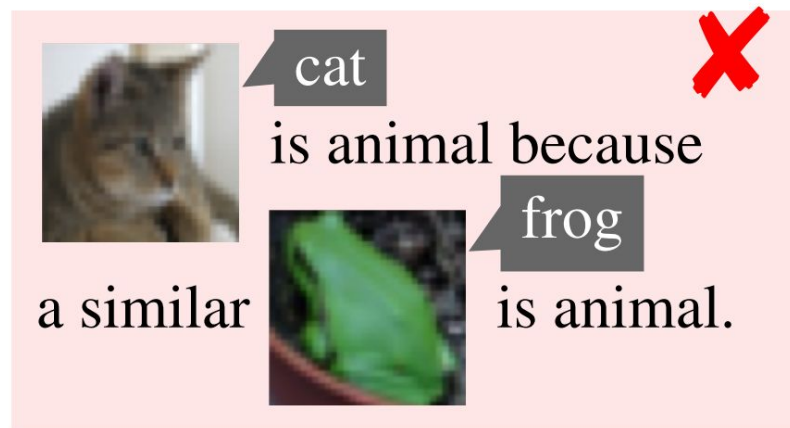 cat
is animal because
frog
a similar is animal.